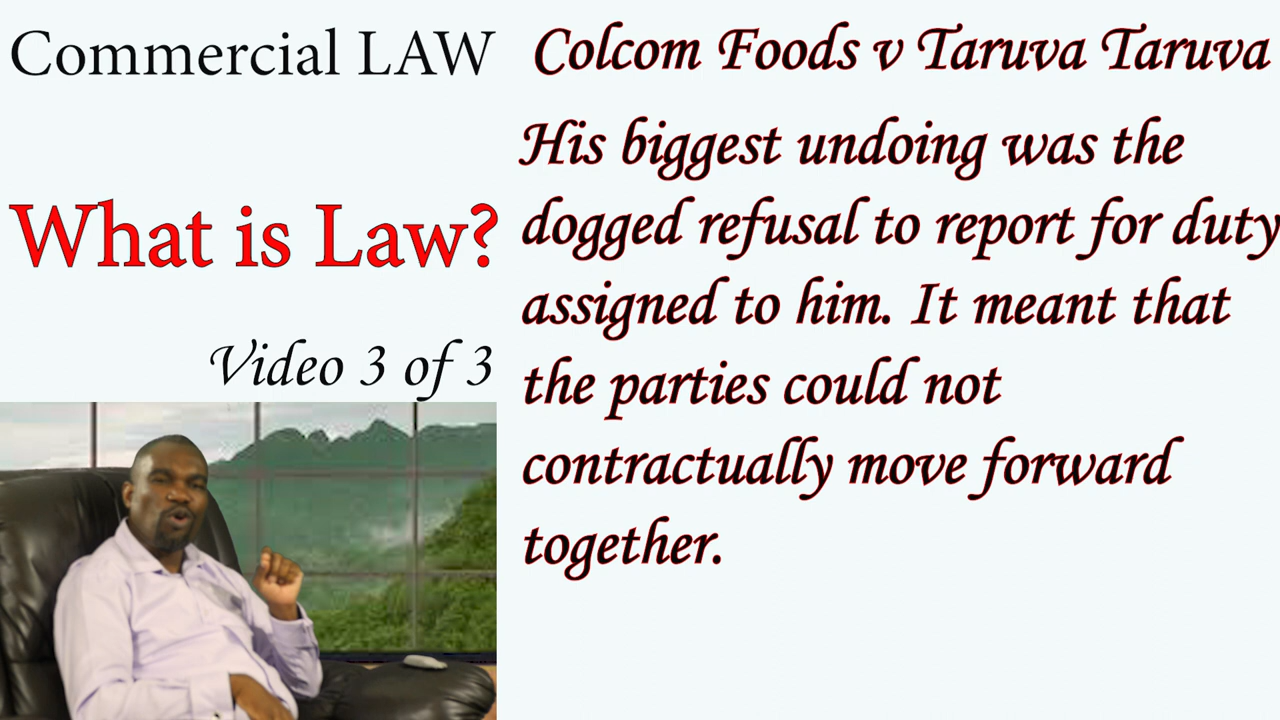 Commercial LAW
What is Law?
Video 3 of 3
Colcom Foods v Taruva Taruva
His biggest undoing was the
dogged refusal to report for duty
assigned to him. It meant that
the parties could not
contractually move forward
together.